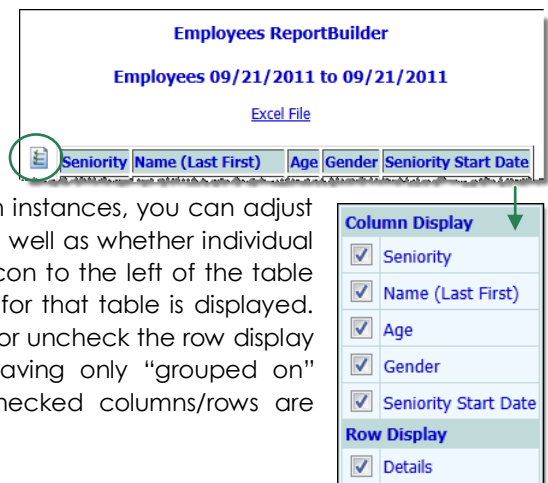 Employees ReportBuilder
Employees 09/21/2011 to 09/21/2011
Excel File
Seniority Name (Last First) Age Gender Seniority Start Date
instances, you can adjust
well as whether individual
to the left of the table
for that table is displayed.
or uncheck the row display
only “grouped on”
columns/rows are
Column Display
Seniority
Name (Last First)
Age
Gender
Seniority Start Date
Row Display
Details